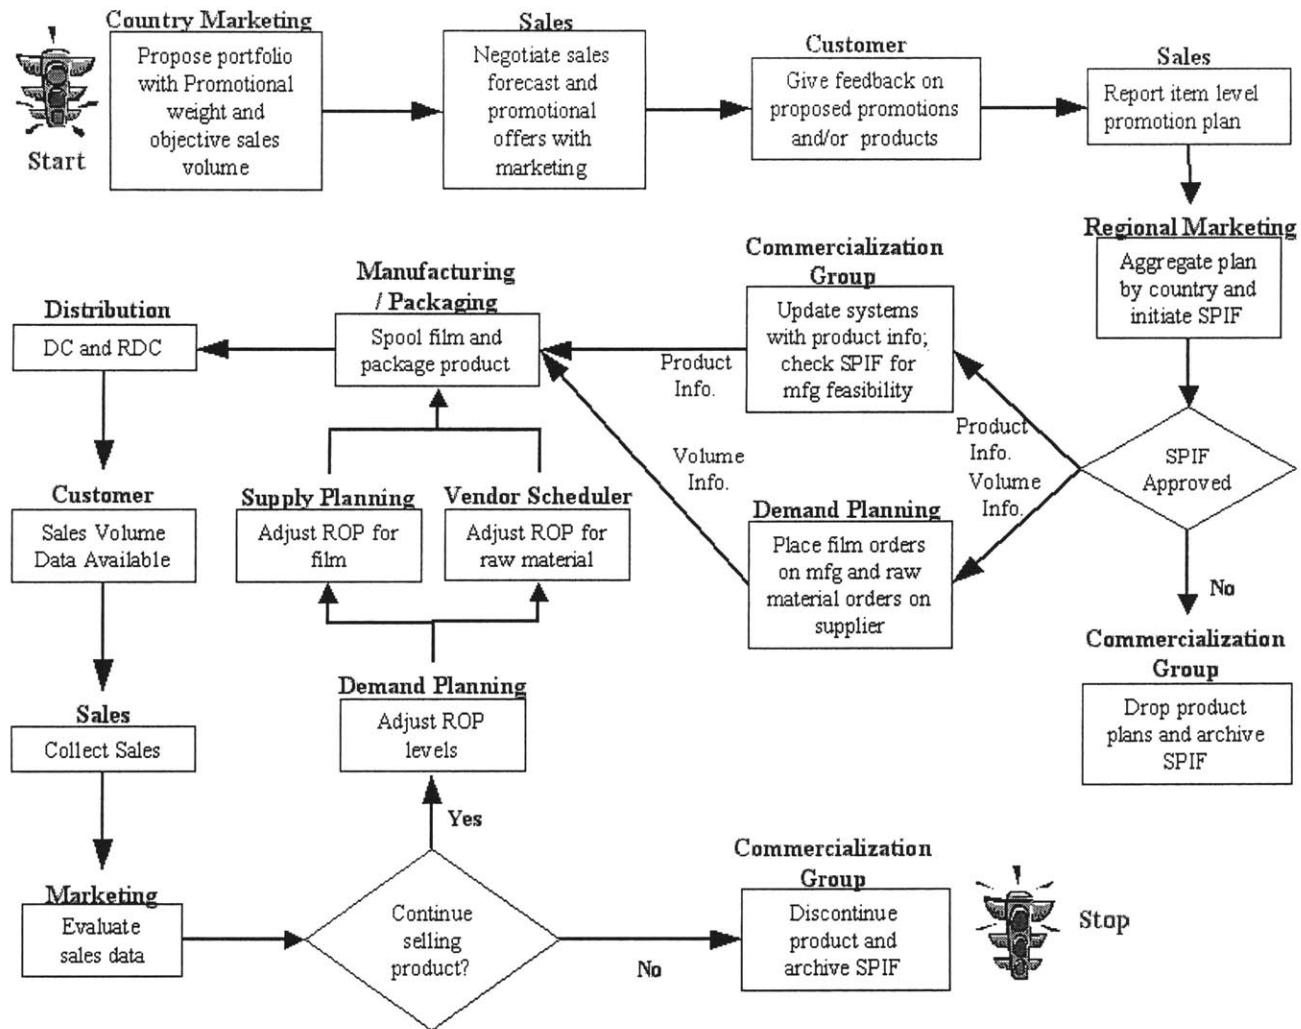 Country Marketing
Propose portfolio
with Promotional
weight and
objective sales
volume
Start
Sales
Negotiate sales
forecast and
promotional
offers with
marketing
Customer
Give feedback on
proposed promotions
and/or products
Sales
Report item level
promotion plan
Regional Marketing
Aggregate plan
by country and
initiate SPIF
SPIF
Approved
Product
Info.
Volume
Info.
No
Commercialization
Group
Drop product
plans and archive
SPIF
Commercialization
Group
Update systems
with product info;
check SPIF for
mfg feasibility
Product
Info.
Demand Planning
Place film orders
on mfg and raw
material orders on
supplier
Volume
Info.
Manufacturing
/ Packaging
Spool film and
package product
Distribution
DC and RDC
Customer
Sales Volume
Data Available
Sales
Collect Sales
Marketing
Evaluate
sales data
Continue
selling
product?
Yes
Demand Planning
Adjust ROP
levels
Supply Planning
Adjust ROP for
film
Vendor Scheduler
Adjust ROP for
raw material
No
Commercialization
Group
Discontinue
product and
archive SPIF
Stop